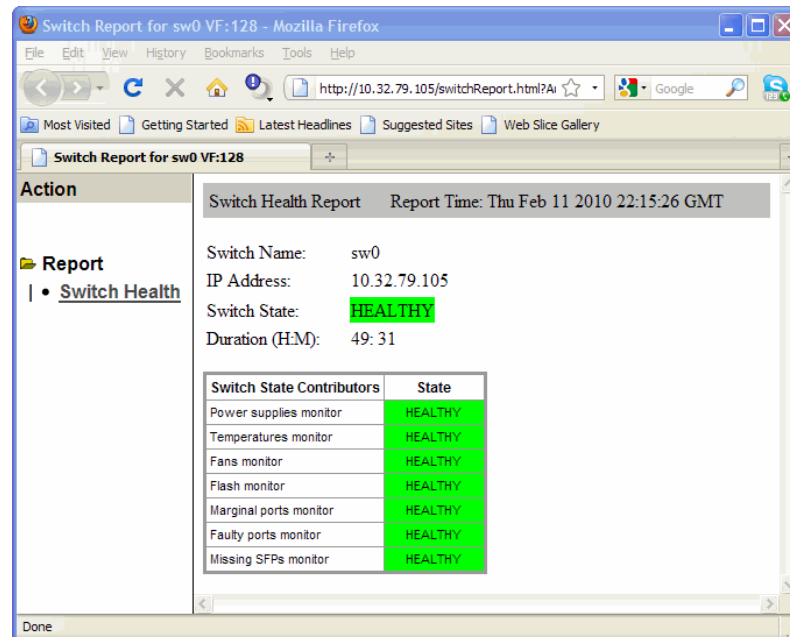 Switch Report for sw0 VF:128 - Mozilla Firefox
File Edit View History Bookmarks Tools Help
http://10.32.79.105/switchReport.html?A Google
Most Visited Getting Started Latest Headlines Suggested Sites Web Slice Gallery
Switch Report for sw0 VF:128
Action
Report
Switch Health
Switch Health Report Report Time: Thu Feb 11 2010 22:15:26 GMT
Switch Name: sw0
IP Address: 10.32.79.105
Switch State: HEALTHY
Duration (H:M): 49: 31
Switch State Contributors State
Power supplies monitor HEALTHY
Temperatures monitor HEALTHY
Fans monitor HEALTHY
Flash monitor HEALTHY
Marginal ports monitor HEALTHY
Faulty ports monitor HEALTHY
Missing SFPs monitor HEALTHY
Done